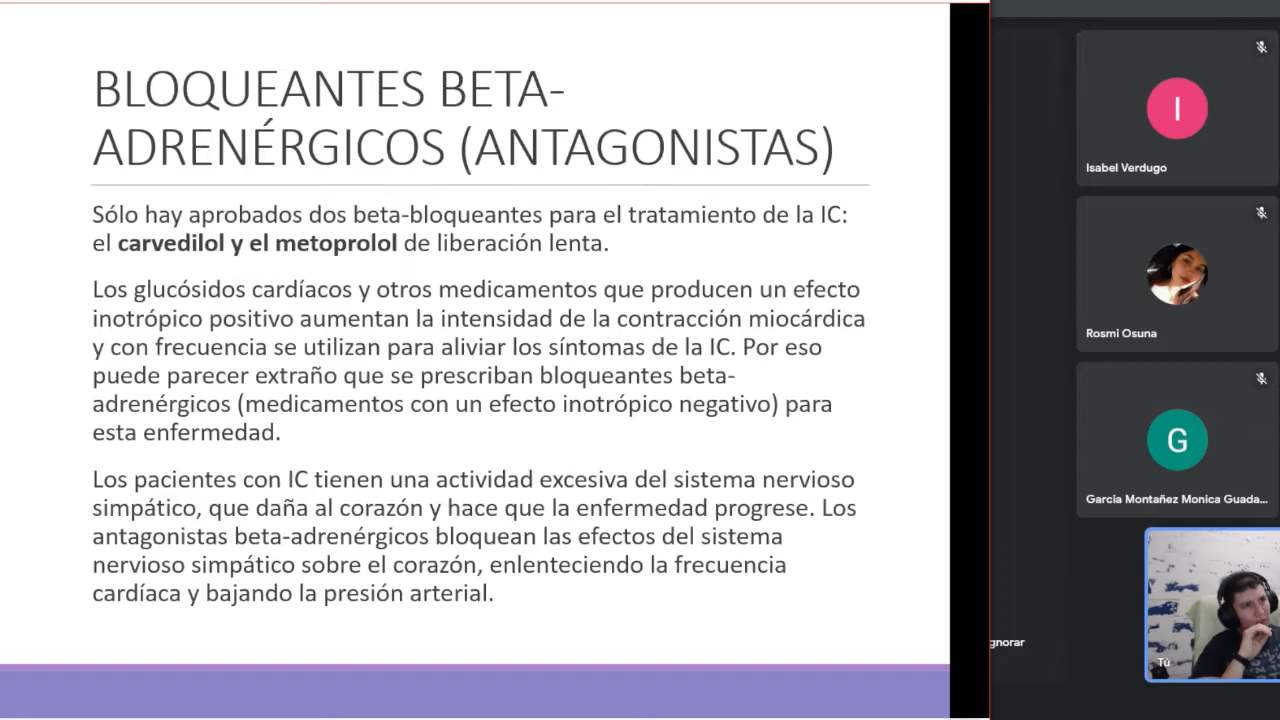 BLOQUEANTES BETA-
ADRENÉRGICOS (ANTAGONISTAS)
Sólo hay aprobados dos beta-bloqueantes para el tratamiento de la IC:
el carvedilol y el metoprolol de liberación lenta.
Los glucósidos cardíacos y otros medicamentos que producen un efecto
inotrópico positivo aumentan la intensidad de la contracción miocárdica
y con frecuencia se utilizan para aliviar los síntomas de la IC. Por eso
puede parecer extraño que se prescriban bloqueantes beta-
adrenérgicos (medicamentos con un efecto inotrópico negativo) para
esta enfermedad.
Los pacientes con IC tienen una actividad excesiva del sistema nervioso
simpático, que daña al corazón y hace que la enfermedad progrese. Los
antagonistas beta-adrenérgicos bloquean las efectos del sistema
nervioso simpático sobre el corazón, enlenteciendo la frecuencia
cardíaca y bajando la presión arterial.
I
Isabel Verdugo
Rosmi Osuna
G
Garcia Montañez Monica Guada...
gnorar
Tú